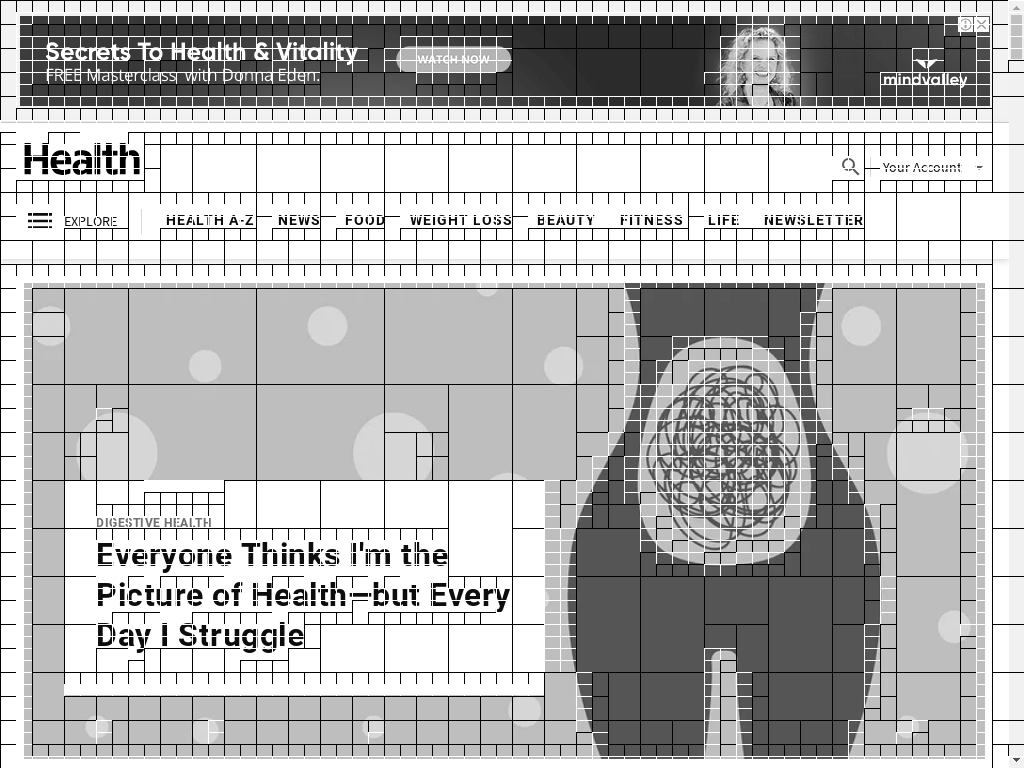 Secrets To Health & Vitality
FREE Masterclass with Donna Eden.
WATCH NOW
mindvalley
Health
Your Account
EXPLORE
HEALTH A-Z NEWS FOOD WEIGHT LOSS BEAUTY FITNESS LIFE NEWSLETTER
DIGESTIVE HEALTH
Everyone Thinks I'm the
Picture of Health—but Every
Day I Struggle